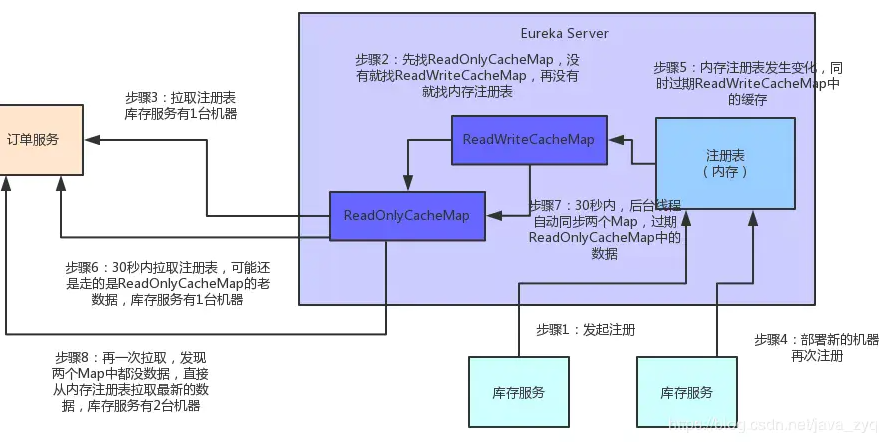 Eureka Server
步骤2：先找ReadOnlyCacheMap，没
有就找ReadWriteCacheMap，再没有
就找内存注册表
步骤5：内存注册表发生变化，同
时过期ReadWriteCacheMap中
的缓存
步骤3：拉取注册表
库存服务有1台机器
订单服务
ReadWriteCacheMap
注册表
（内存）
ReadOnlyCacheMap
步骤7：30秒内，后台线程
自动同步两个Map，过期
ReadOnlyCacheMap中的
数据
步骤6：30秒内拉取注册表，可能还
是走的是ReadOnlyCacheMap的老
数据，库存服务有1台机器
步骤1：发起注册
步骤4：部署新的机器
再次注册
步骤8：再一次拉取，发现
两个Map中都没数据，直接
从内存注册表拉取最新的数
据，库存服务有2台机器
库存服务
库存服务
https://blog.csdn.net/java_zyq